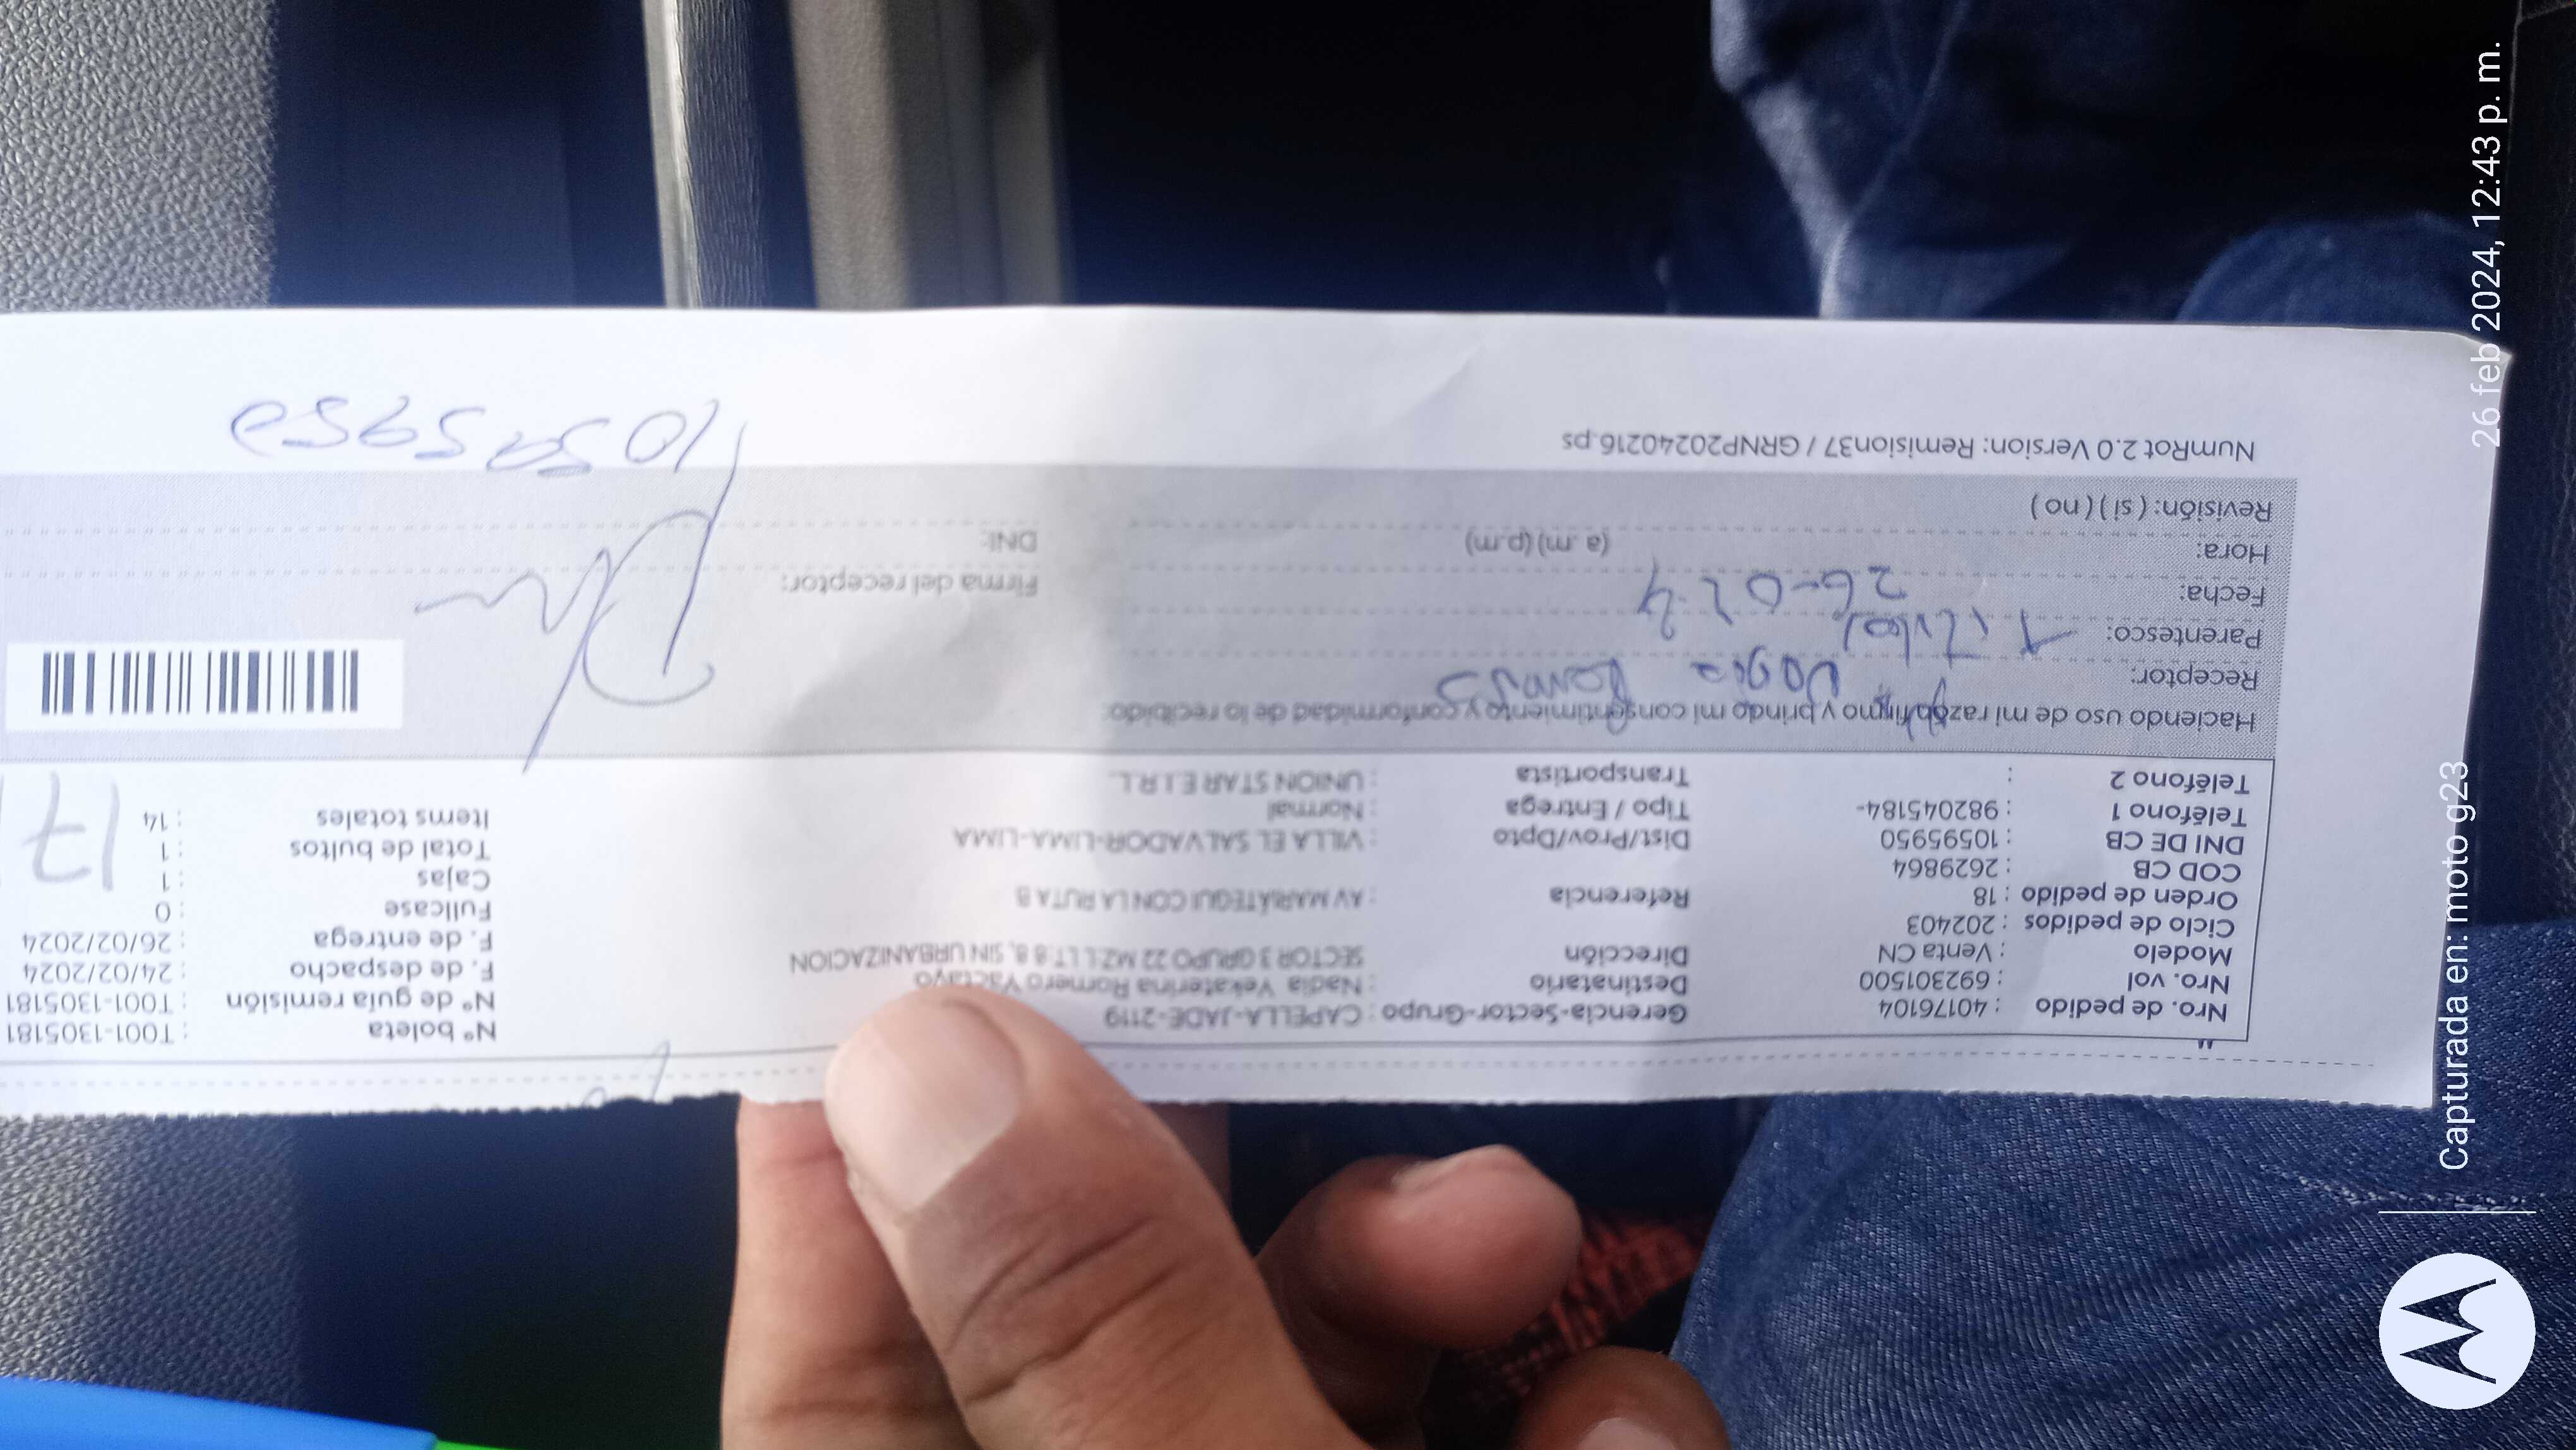 Nro. de pedido : 40176104
Nro. vol : 692301500
Modelo : Venta CN
Ciclo de pedidos : 202403
Orden de pedido : 18
COD CB : 2629864
DNI DE CB : 10595950
Teléfono 1 : 982045184-
Teléfono 2 :
Gerencia-Sector-Grupo : CAPELLA-JADE-2119
Destinatario : Nadia Yekaterina Romero Yactayo
Dirección : SECTOR 3 GRUPO 22 MZ.L LT. 8 8, SIN URBANIZACION
Referencia : AV MARIATEGUI CON LA RUTA B
Dist/Prov/Dpto : VILLA EL SALVADOR-LIMA-LIMA
Tipo / Entrega : Normal
Transportista : UNION STAR E.I.R.L.
N° boleta : T001-1305181
N° de guía remisión : T001-1305181
F. de despacho : 24/02/2024
F. de entrega : 26/02/2024
Fullcase : 0
Cajas : 1
Total de bultos : 1
Items totales : 14
17
Haciendo uso de mi razón firmo y brindo mi consentimiento y conformidad de lo recibido:
Receptor:
Parentesco: Titular
Fecha: 26-02-4
Hora: (a .m) (p.m)
Revisión: ( si ) ( no )
Firma del receptor:
DNI:
NumRot 2.0 Version: Remision37 / GRNP20240216.ps
26 feb 2024, 12:43 p. m.
Capturada en: moto g23